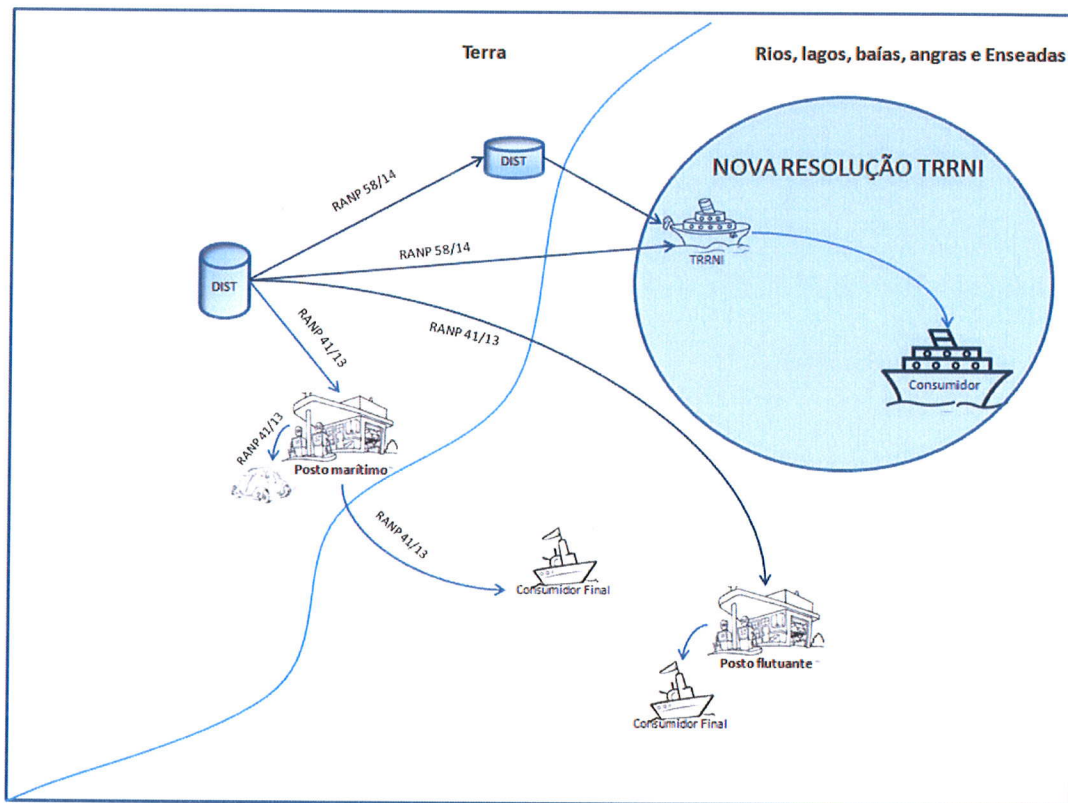 Terra
Rios, lagos, baías, angras e Enseadas
NOVA RESOLUÇÃO TRRNI
DIST
RANP 58/14
TRRNI
RANP 58/14
DIST
RANP 41/13
RANP 41/13
Consumidor
RANP 41/13
Posto marítimo
RANP 41/13
Consumidor Final
Posto flutuante
Consumidor Final